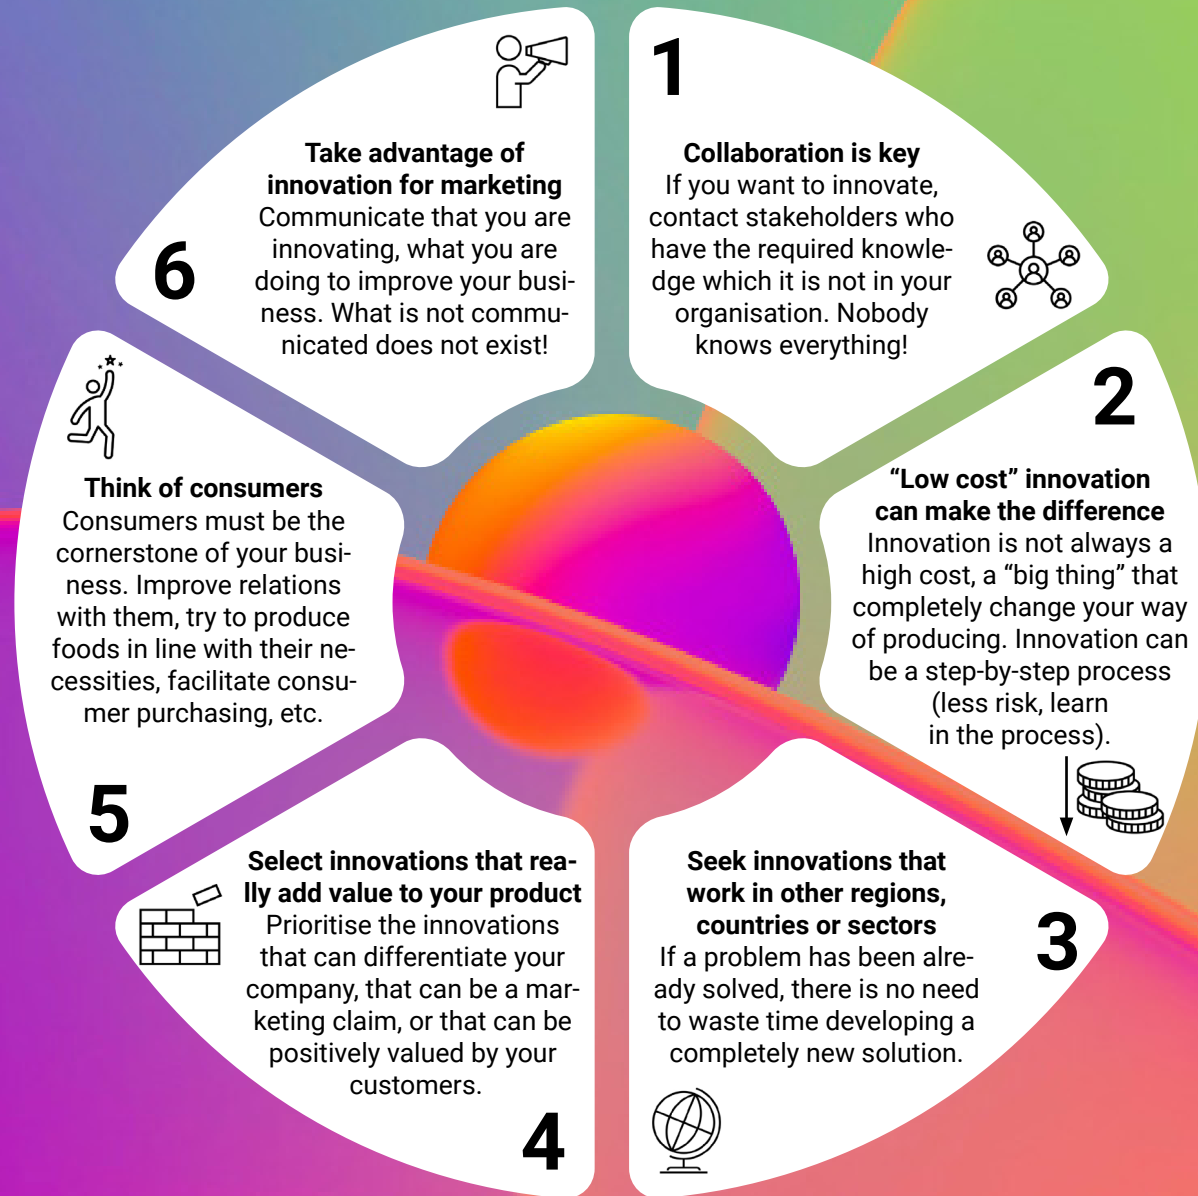 1
Collaboration is key
If you want to innovate,
contact stakeholders who
have the required knowle-
dge which it is not in your
organisation. Nobody
knows everything!
2
“Low cost” innovation
can make the difference
Innovation is not always a
high cost, a “big thing” that
completely change your way
of producing. Innovation can
be a step-by-step process
(less risk, learn
in the process).
3
Seek innovations that
work in other regions,
countries or sectors
If a problem has been alre-
ady solved, there is no need
to waste time developing a
completely new solution.
4
Select innovations that rea-
lly add value to your product
Prioritise the innovations
that can differentiate your
company, that can be a mar-
keting claim, or that can be
positively valued by your
customers.
5
Think of consumers
Consumers must be the
cornerstone of your busi-
ness. Improve relations
with them, try to produce
foods in line with their ne-
cessities, facilitate consu-
mer purchasing, etc.
6
Take advantage of
innovation for marketing
Communicate that you are
innovating, what you are
doing to improve your busi-
ness. What is not commu-
nicated does not exist!